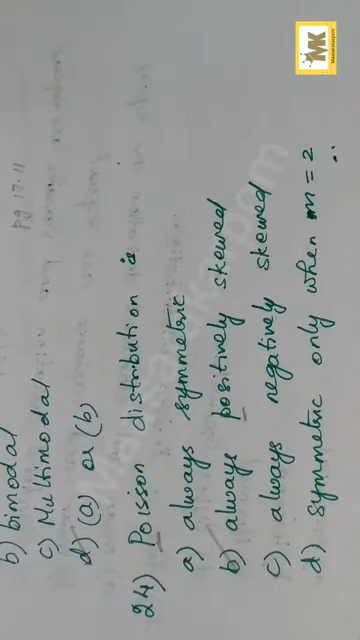 b) bimodal
c) Multimodal
d) (a) or (b)
Pg 17.11
24) Poisson distribution is
a) always symmetric
b) always positively skewed
c) always negatively skewed
d) symmetric only when m = 2
MK